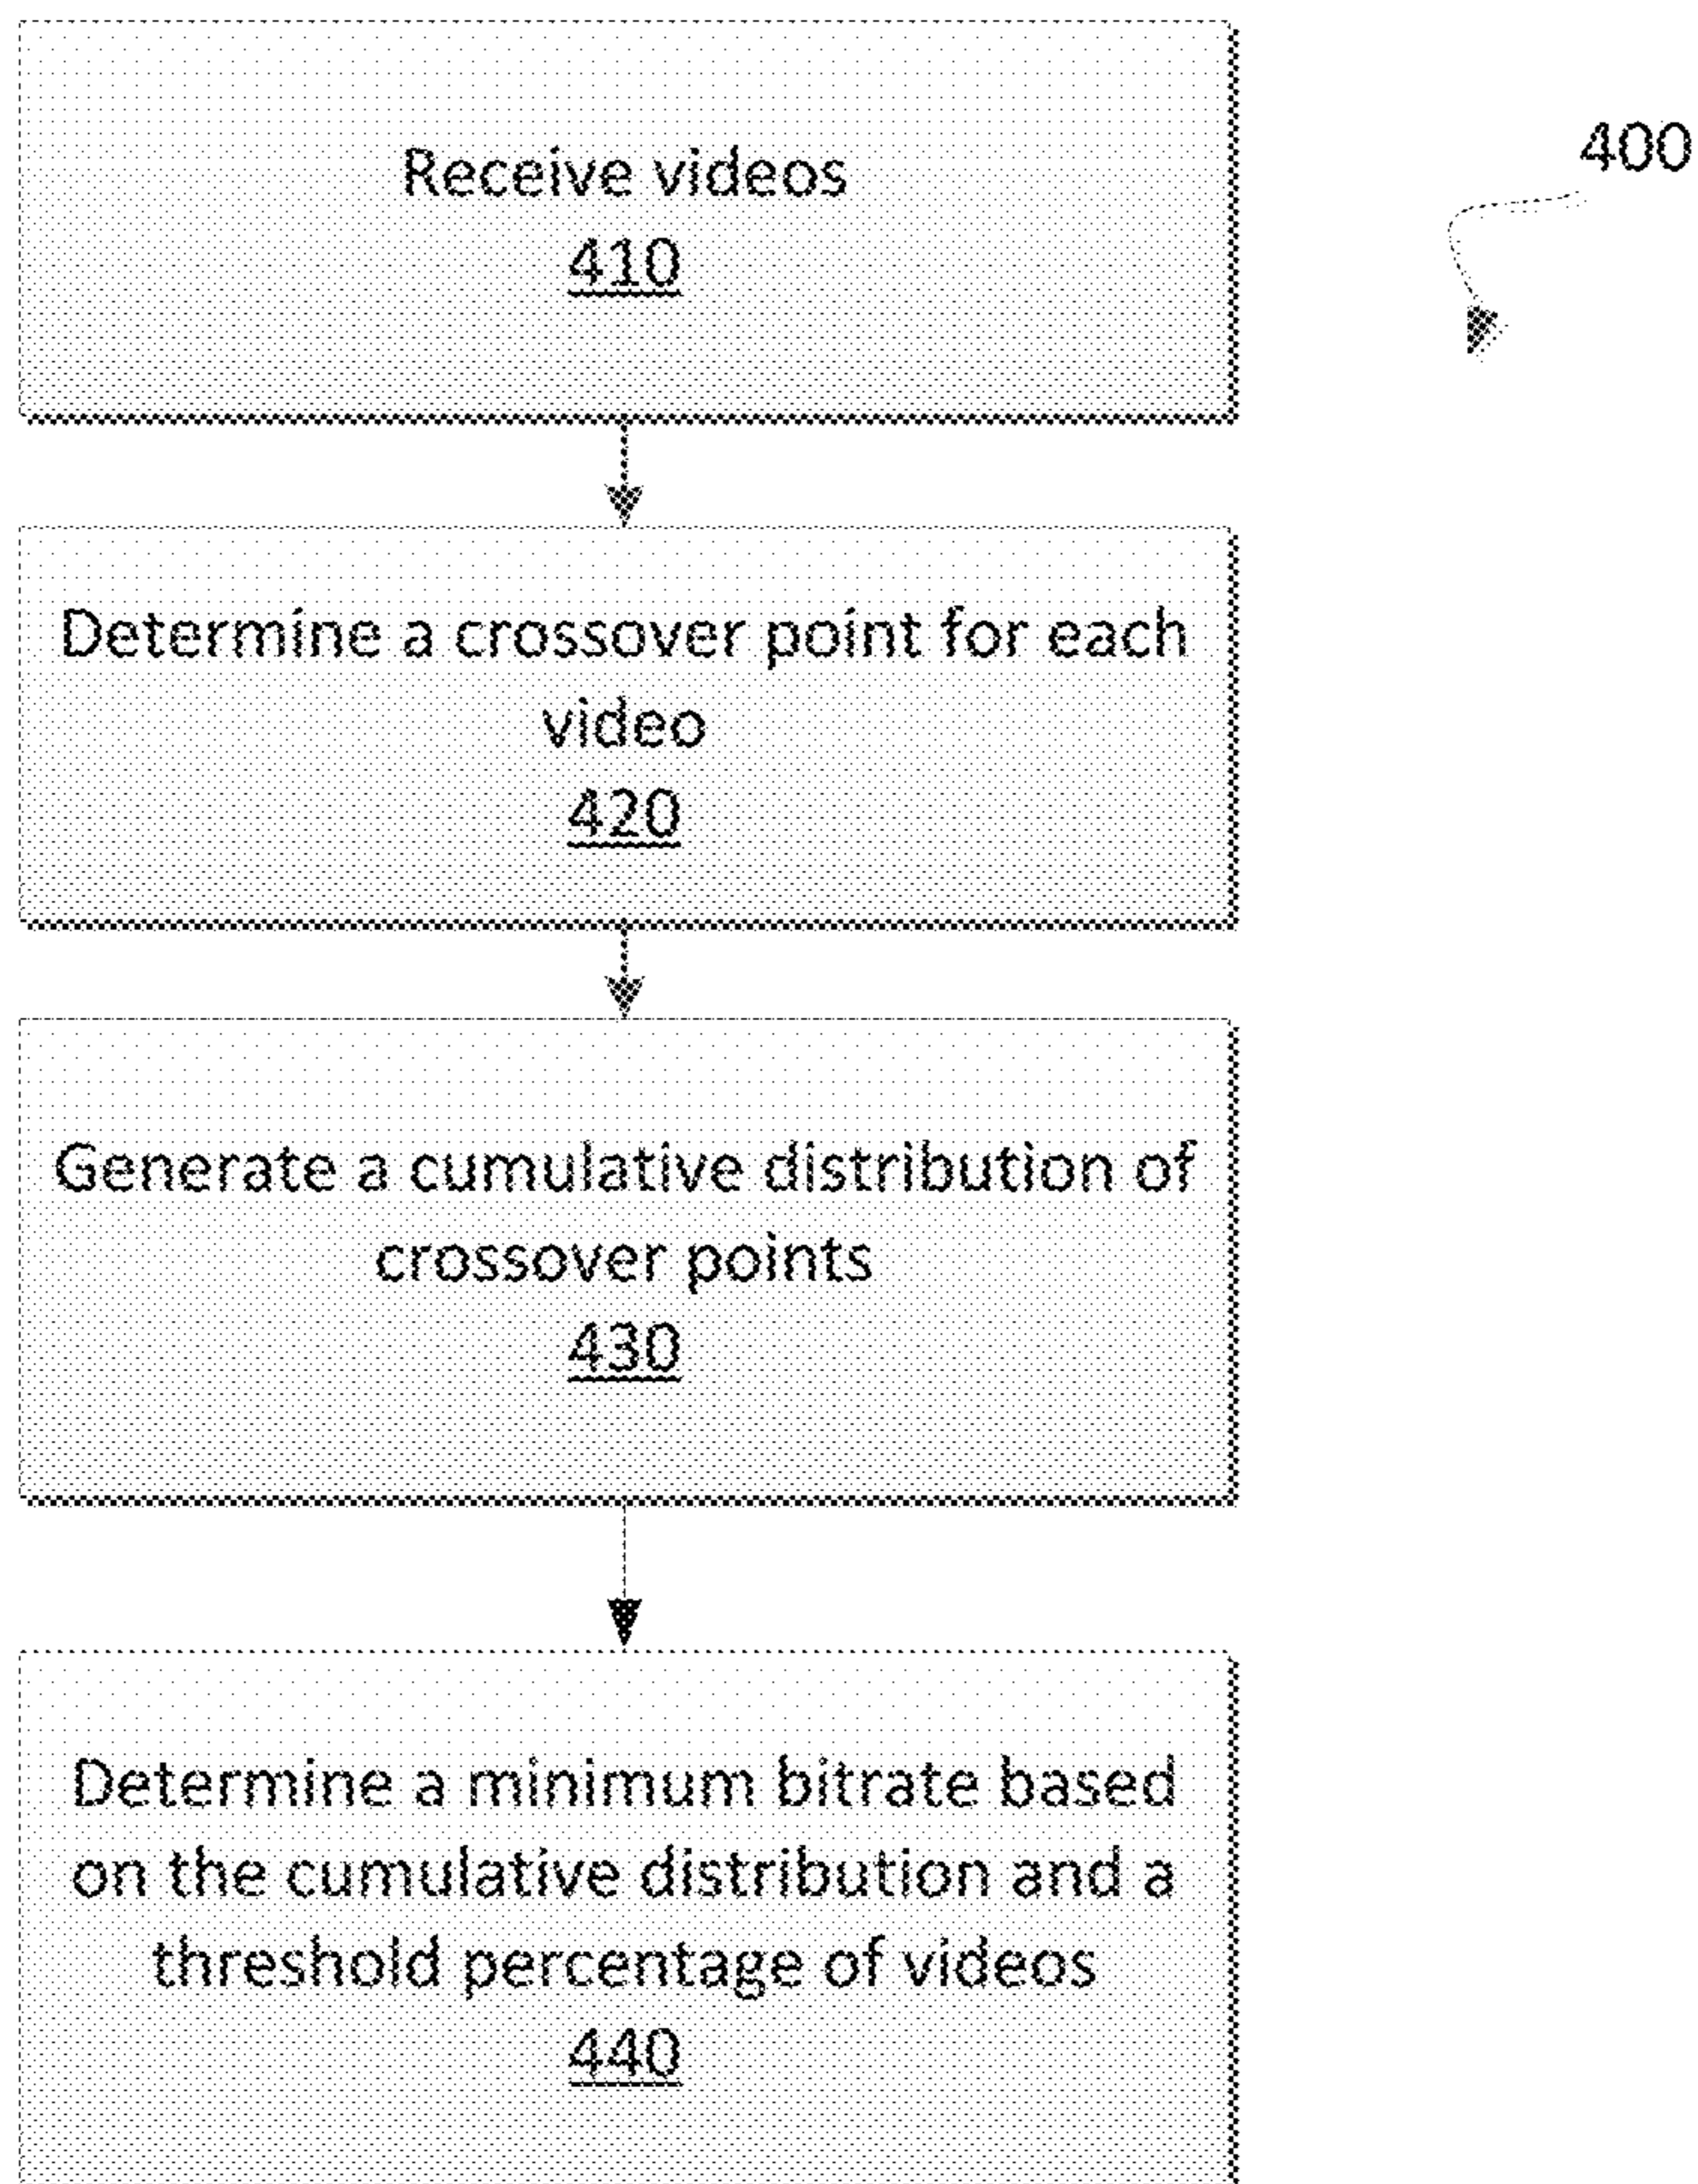 400
Receive videos
410
Determine a crossover point for each
video
420
Generate a cumulative distribution of
crossover points
430
Determine a minimum bitrate based
on the cumulative distribution and a
threshold percentage of videos
440